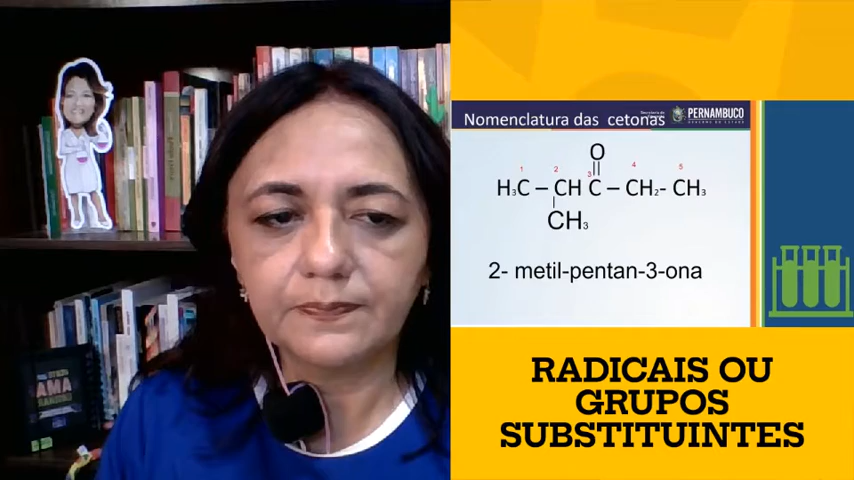 Nomenclatura das cetonas
PERNAMBUCO
O
1 2 3 4 5
H₃C – CH C – CH₂- CH₃
CH₃
2- metil-pentan-3-ona
RADICAIS OU
GRUPOS
SUBSTITUINTES
AMA